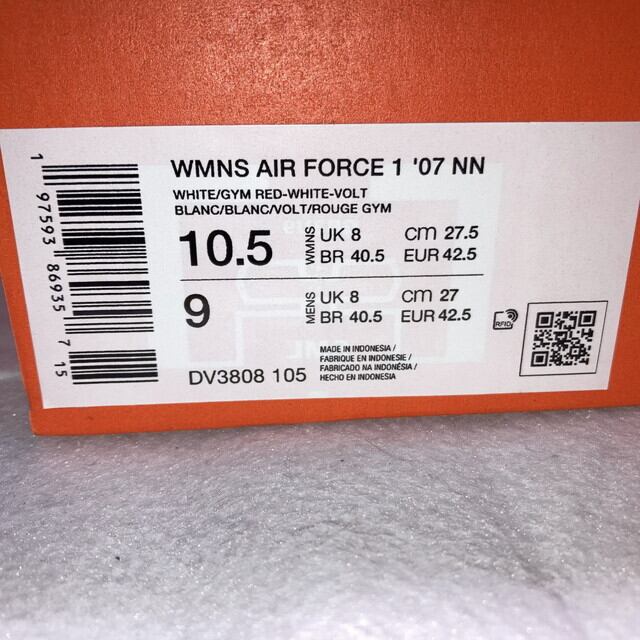 WMNS AIR FORCE 1 '07 NN
WHITE/GYM RED-WHITE-VOLT
BLANC/BLANC/VOLT/ROUGE GYM
10.5 WMNS UK 8 cm 27.5
BR 40.5 EUR 42.5
9 MENS UK 8 cm 27
BR 40.5 EUR 42.5
DV3808 105
MADE IN INDONESIA /
FABRIQUE EN INDONESIE /
FABRICADO NA INDONÉSIA /
HECHO EN INDONESIA
RFID
1 97593 86935 7 15